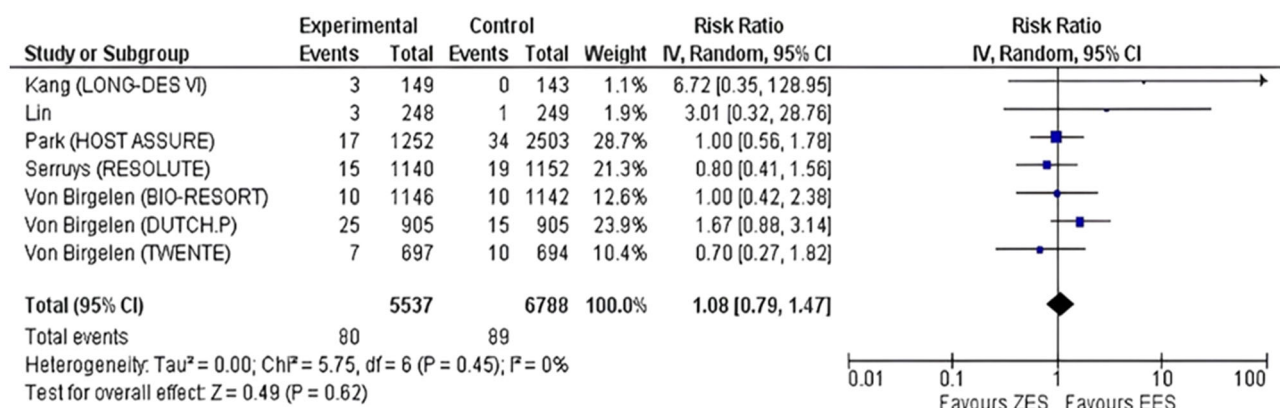 Experimental Control Risk Ratio Risk Ratio
Study or Subgroup Events Total Events Total Weight IV, Random, 95% CI IV, Random, 95% CI
Kang (LONG-DES VI) 3 149 0 143 1.1% 6.72 [0.35, 128.95]
Lin 3 248 1 249 1.9% 3.01 [0.32, 28.76]
Park (HOST ASSURE) 17 1252 34 2503 28.7% 1.00 [0.56, 1.78]
Serruys (RESOLUTE) 15 1140 19 1152 21.3% 0.80 [0.41, 1.56]
Von Birgelen (BIO-RESORT) 10 1146 10 1142 12.6% 1.00 [0.42, 2.38]
Von Birgelen (DUTCH.P) 25 905 15 905 23.9% 1.67 [0.88, 3.14]
Von Birgelen (TWENTE) 7 697 10 694 10.4% 0.70 [0.27, 1.82]
Total (95% CI) 5537 6788 100.0% 1.08 [0.79, 1.47]
Total events 80 89
Heterogeneity: Tau² = 0.00; Chi² = 5.75, df = 6 (P = 0.45); I² = 0%
Test for overall effect: Z = 0.49 (P = 0.62)
0.01 0.1 1 10 100
Favours ZES Favours EES